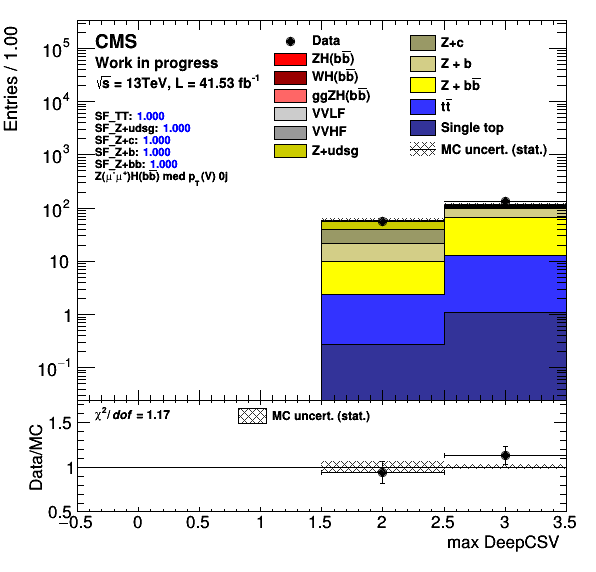 Entries / 1.00
10⁵
10⁴
10³
10²
10
1
10⁻¹
CMS
Work in progress
√s = 13TeV, L = 41.53 fb⁻¹
SF_TT: 1.000
SF_Z+udsg: 1.000
SF_Z+c: 1.000
SF_Z+b: 1.000
SF_Z+bb: 1.000
Z(μ⁻μ⁺)H(bb̅) med p_T(V) 0j
Data
ZH(bb̅)
WH(bb̅)
ggZH(bb̅)
VVLF
VVHF
Z+udsg
Z+c
Z + b
Z + bb̅
tt̅
Single top
MC uncert. (stat.)
Data/MC
1.5
1
0.5
χ²/dof = 1.17
MC uncert. (stat.)
−0.5 0 0.5 1 1.5 2 2.5 3 3.5
max DeepCSV